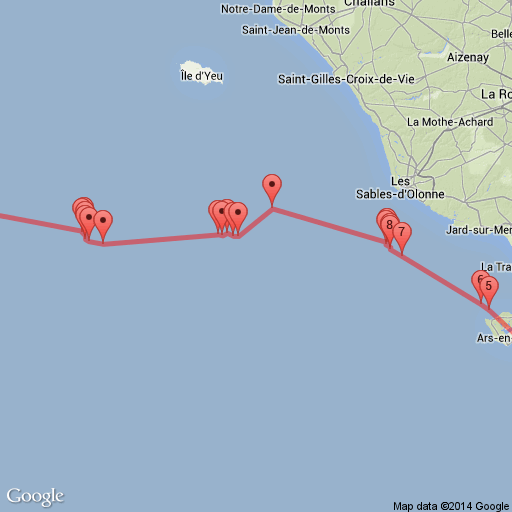 Challans
Notre-Dame-de-Monts
Saint-Jean-de-Monts
Belle
Aizenay
Île d'Yeu
Saint-Gilles-Croix-de-Vie
La Ro
La Mothe-Achard
Les
Sables-d'Olonne
8
7
Jard-sur-Mer
La Tra
6
5
Ars-en-
Google
Map data ©2014 Google